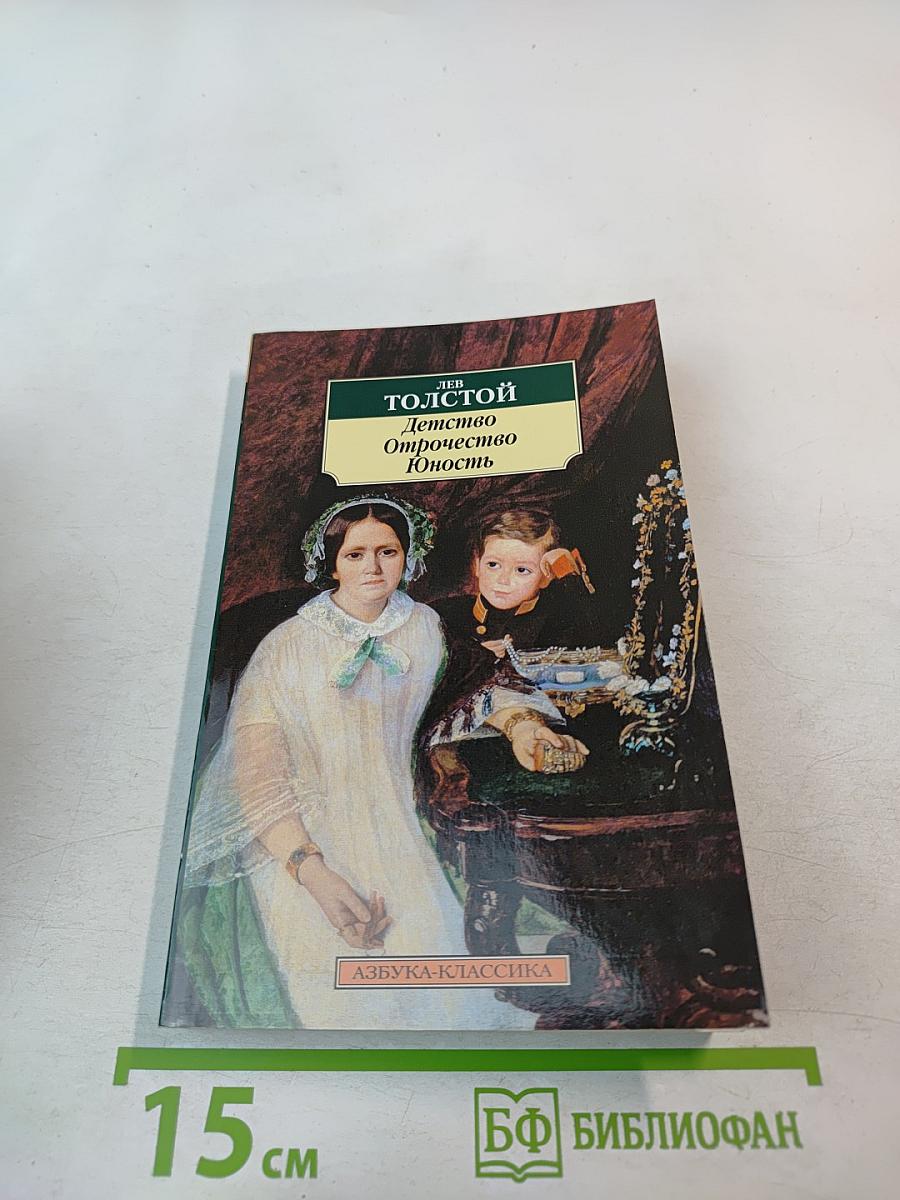 ЛЕВ
ТОЛСТОЙ
Детство
Отрочество
Юность
АЗБУКА-КЛАССИКА
15 см
БФ БИБЛИОФАН